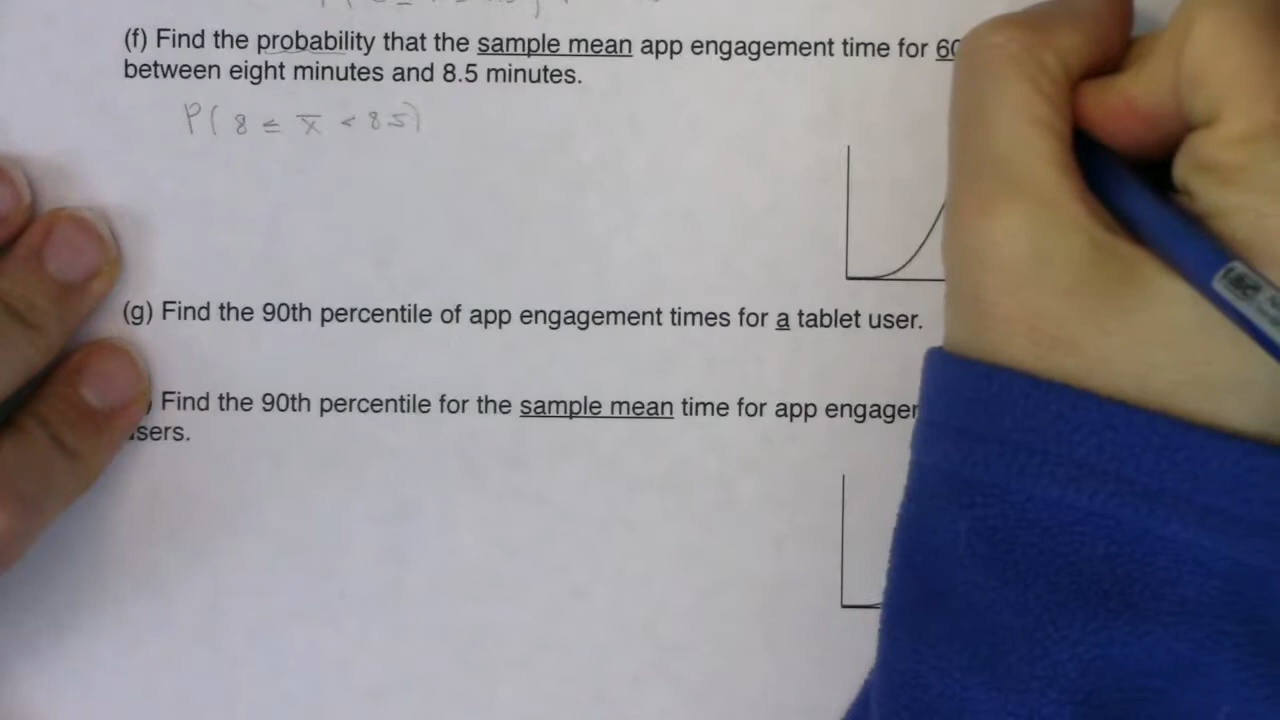 (f) Find the probability that the sample mean app engagement time for 60
between eight minutes and 8.5 minutes.
P( 8 ≤ x̅ < 8.5)
(g) Find the 90th percentile of app engagement times for a tablet user.
) Find the 90th percentile for the sample mean time for app
sers.
BIC